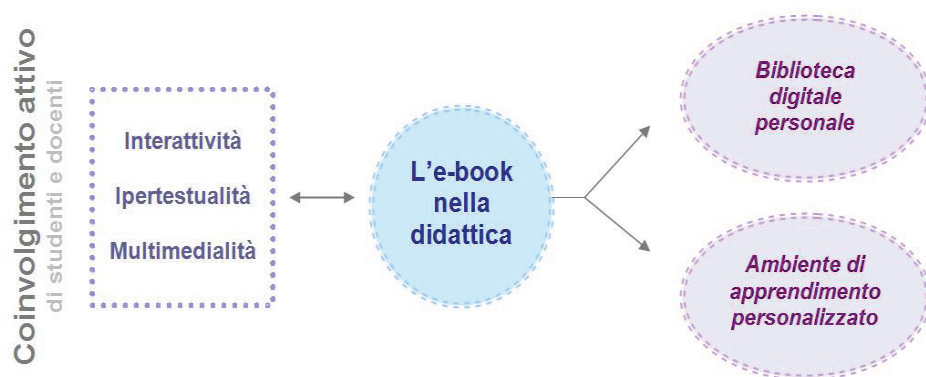 Coinvolgimento attivo
di studenti e docenti
Interattività
Ipertestualità
Multimedialità
L'e-book
nella
didattica
Biblioteca
digitale
personale
Ambiente di
apprendimento
personalizzato